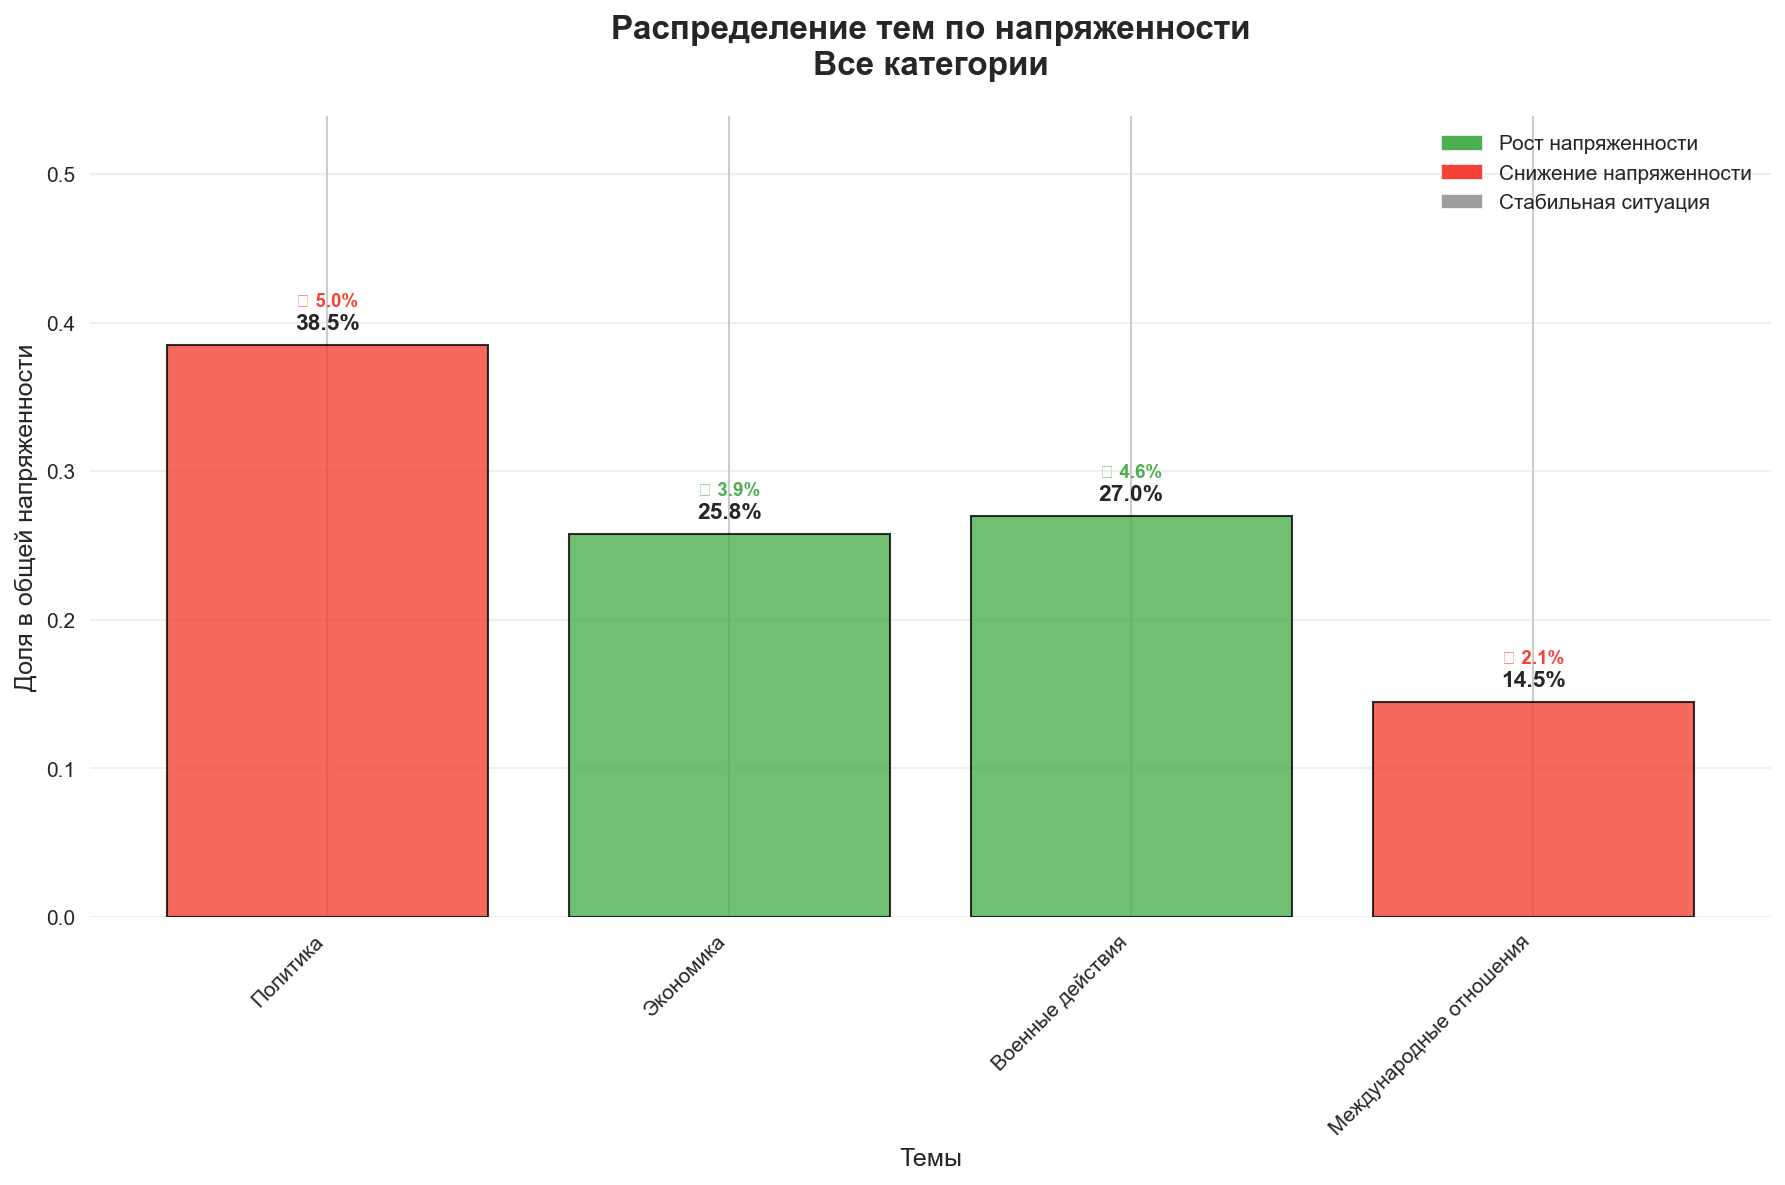 Распределение тем по напряженности
Все категории
Рост напряженности
Снижение напряженности
Стабильная ситуация
Доля в общей напряженности
0.5
0.4
0.3
0.2
0.1
0.0
5.0%
38.5%
3.9%
25.8%
4.6%
27.0%
2.1%
14.5%
Политика
Экономика
Военные действия
Международные отношения
Темы